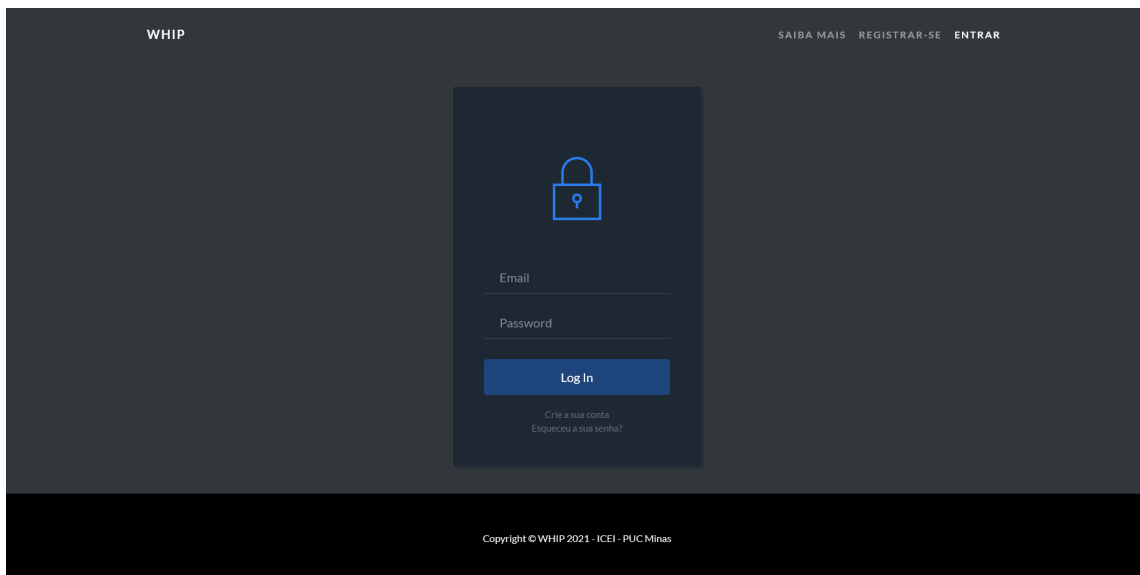 WHIP
SAIBA MAIS REGISTRAR-SE ENTRAR
Email
Password
Log In
Crie a sua conta
Esqueceu a sua senha?
Copyright © WHIP 2021 - ICEI - PUC Minas